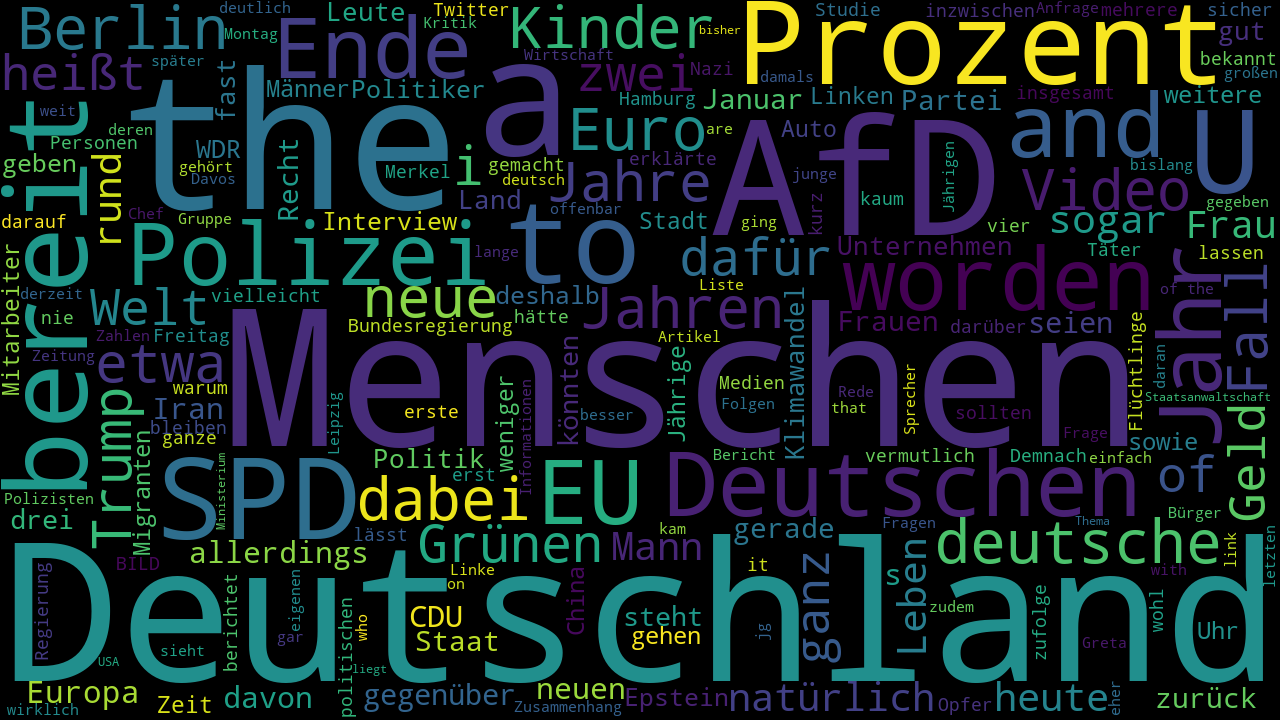 Berlin
deutlich
Montag
Ende
Leute
Twitter
Kritik
Kinder
bisher
Prozent
Studie
inzwischen
Anfrage
mehrere
sicher
gut
heißt
später
fast
the
Männer
Politiker
a
Wirtschaft
zwei
Nazi
damals
bekannt
großen
weit
bereit
deren
Personen
geben
rund
WDR
gehört
Davos
Recht
Merkel
i
gemacht
deutsch
Euro
Hamburg
Januar
are
erklärte
Jahre
Auto
Linken
Partei
insgesamt
weitere
AfD
and
U
bislang
junge
kaum
Jährigen
Video
gegeben
darauf
Chef
Gruppe
Interview
Land
offenbar
Stadt
ging
kurz
vier
sogar
Frau
Polizei
lange
to
dafür
Unternehmen
Täter
lassen
Mitarbeiter
derzeit
nie
Welt
vielleicht
neue
deshalb
hätte
Jahren
Liste
Klimawandel
worden
of the
Jahr
Fall
Zahlen
Freitag
Zeitung
Bundesregierung
Artikel
Frauen
darüber
seien
Flüchtlinge
daran
etwa
warum
Menschen
Iran
bleiben
ganze
Trump
Migranten
Leipzig
erste
weniger
Informationen
könnten
besser
Jährige
Medien
Folgen
Rede
that
Sprecher
sollten
Frage
Staatsanwaltschaft
sowie
Geld
Polizisten
drei
SPD
Ministerium
Politik
erst
dabei
EU
Bericht
Deutschen
vermutlich
Demnach
einfach
of
Bürger
BILD
allerdings
lässt
Grünen
kam
Mann
gerade
Fragen
deutsche
Thema
link
letzten
Deutschland
Regierung
berichtet
eigenen
gar
Linke
on
China
it
ganz
s
Leben
with
wohl
USA
sieht
politischen
who
CDU
Staat
steht
gehen
jg
zudem
zufolge
Greta
Uhr
liegt
wirklich
Europa
Zeit
davon
gegenüber
Zusammenhang
neuen
Epstein
natürlich
Opfer
heute
eher
zurück